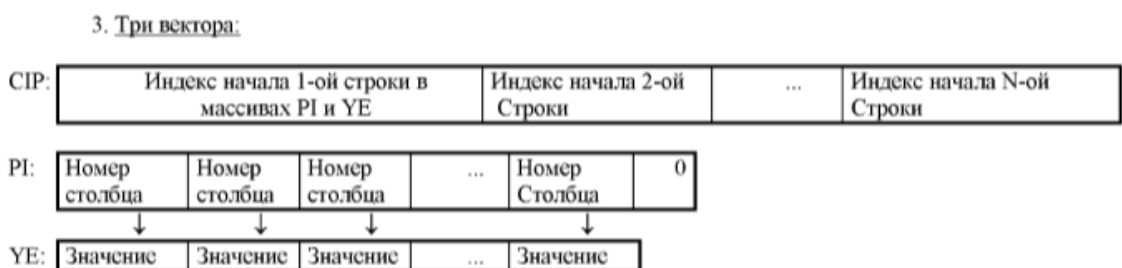 3. Три вектора:
CIP: Индекс начала 1-ой строки в Индекс начала 2-ой ... Индекс начала N-ой
массивах PI и YE Строки Строки
PI: Номер Номер Номер ... Номер 0
столбца столбца столбца Столбца
↓ ↓ ↓ ↓
YE: Значение Значение Значение ... Значение